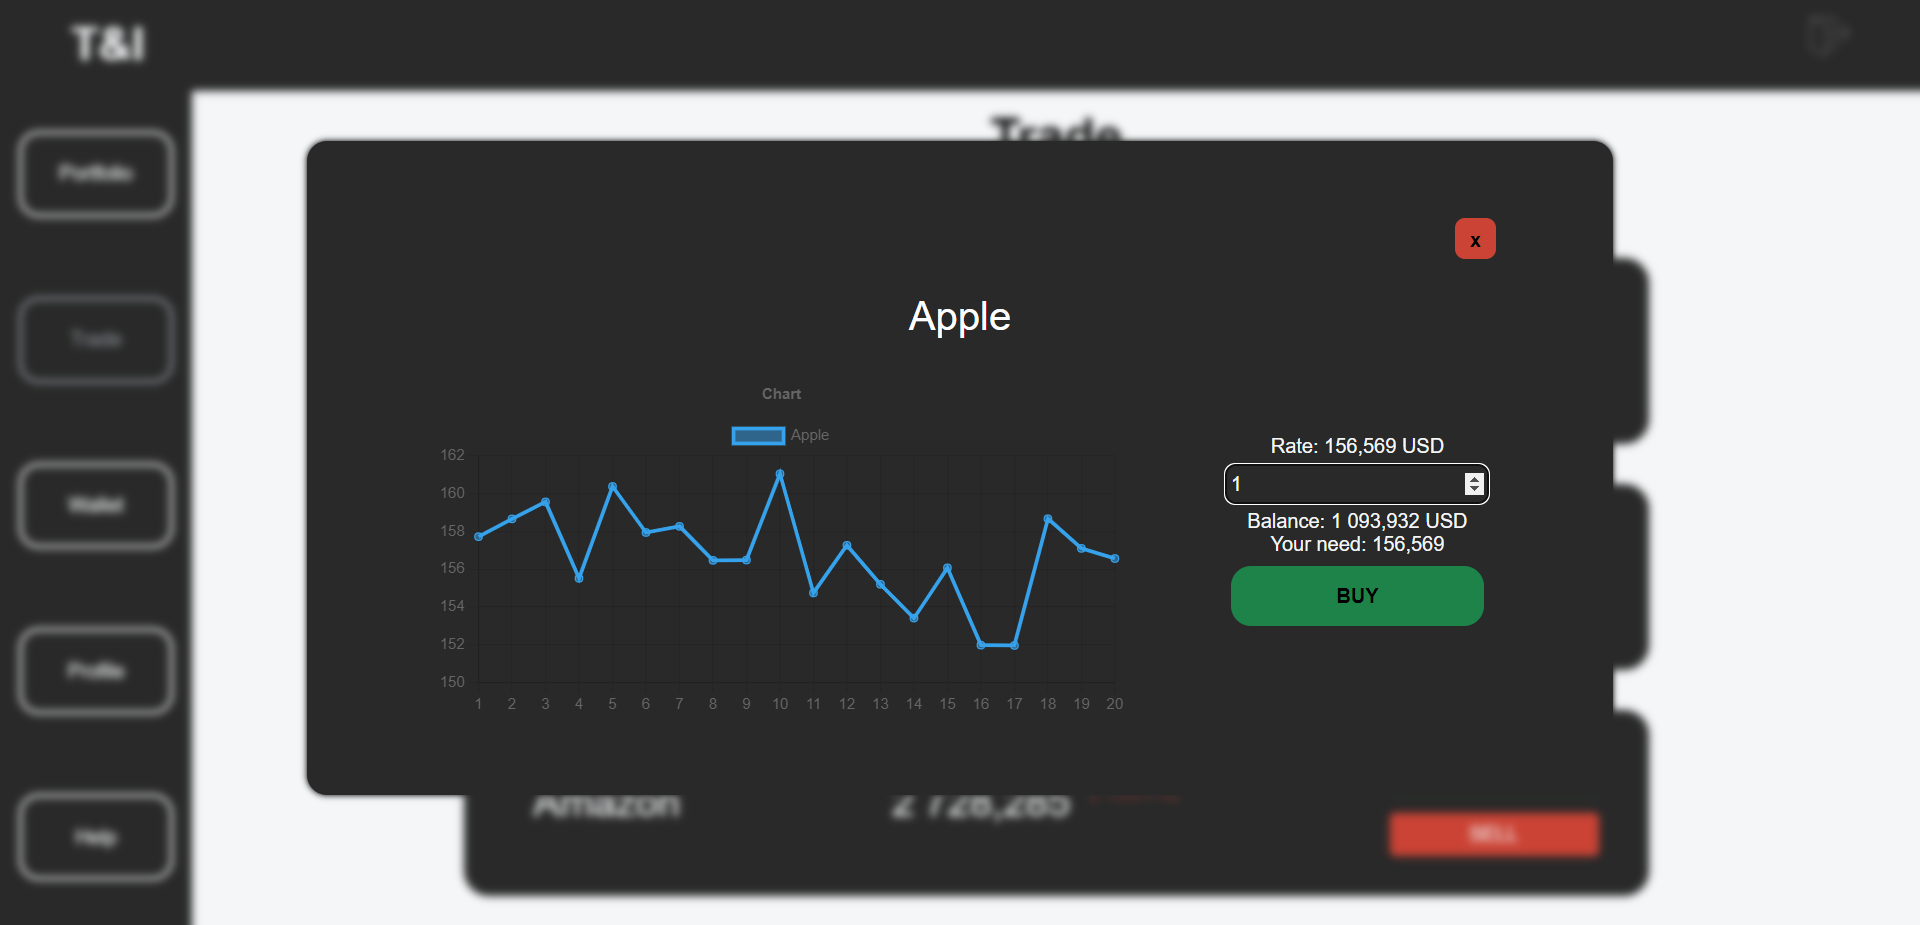 T&I
Portfolio
Trade
Wallet
Profile
Help
Trade
x
Apple
Chart
Apple
162
160
158
156
154
152
150
1 2 3 4 5 6 7 8 9 10 11 12 13 14 15 16 17 18 19 20
Rate: 156,569 USD
1
Balance: 1 093,932 USD
Your need: 156,569
BUY
Amazon
2 728,285
SELL